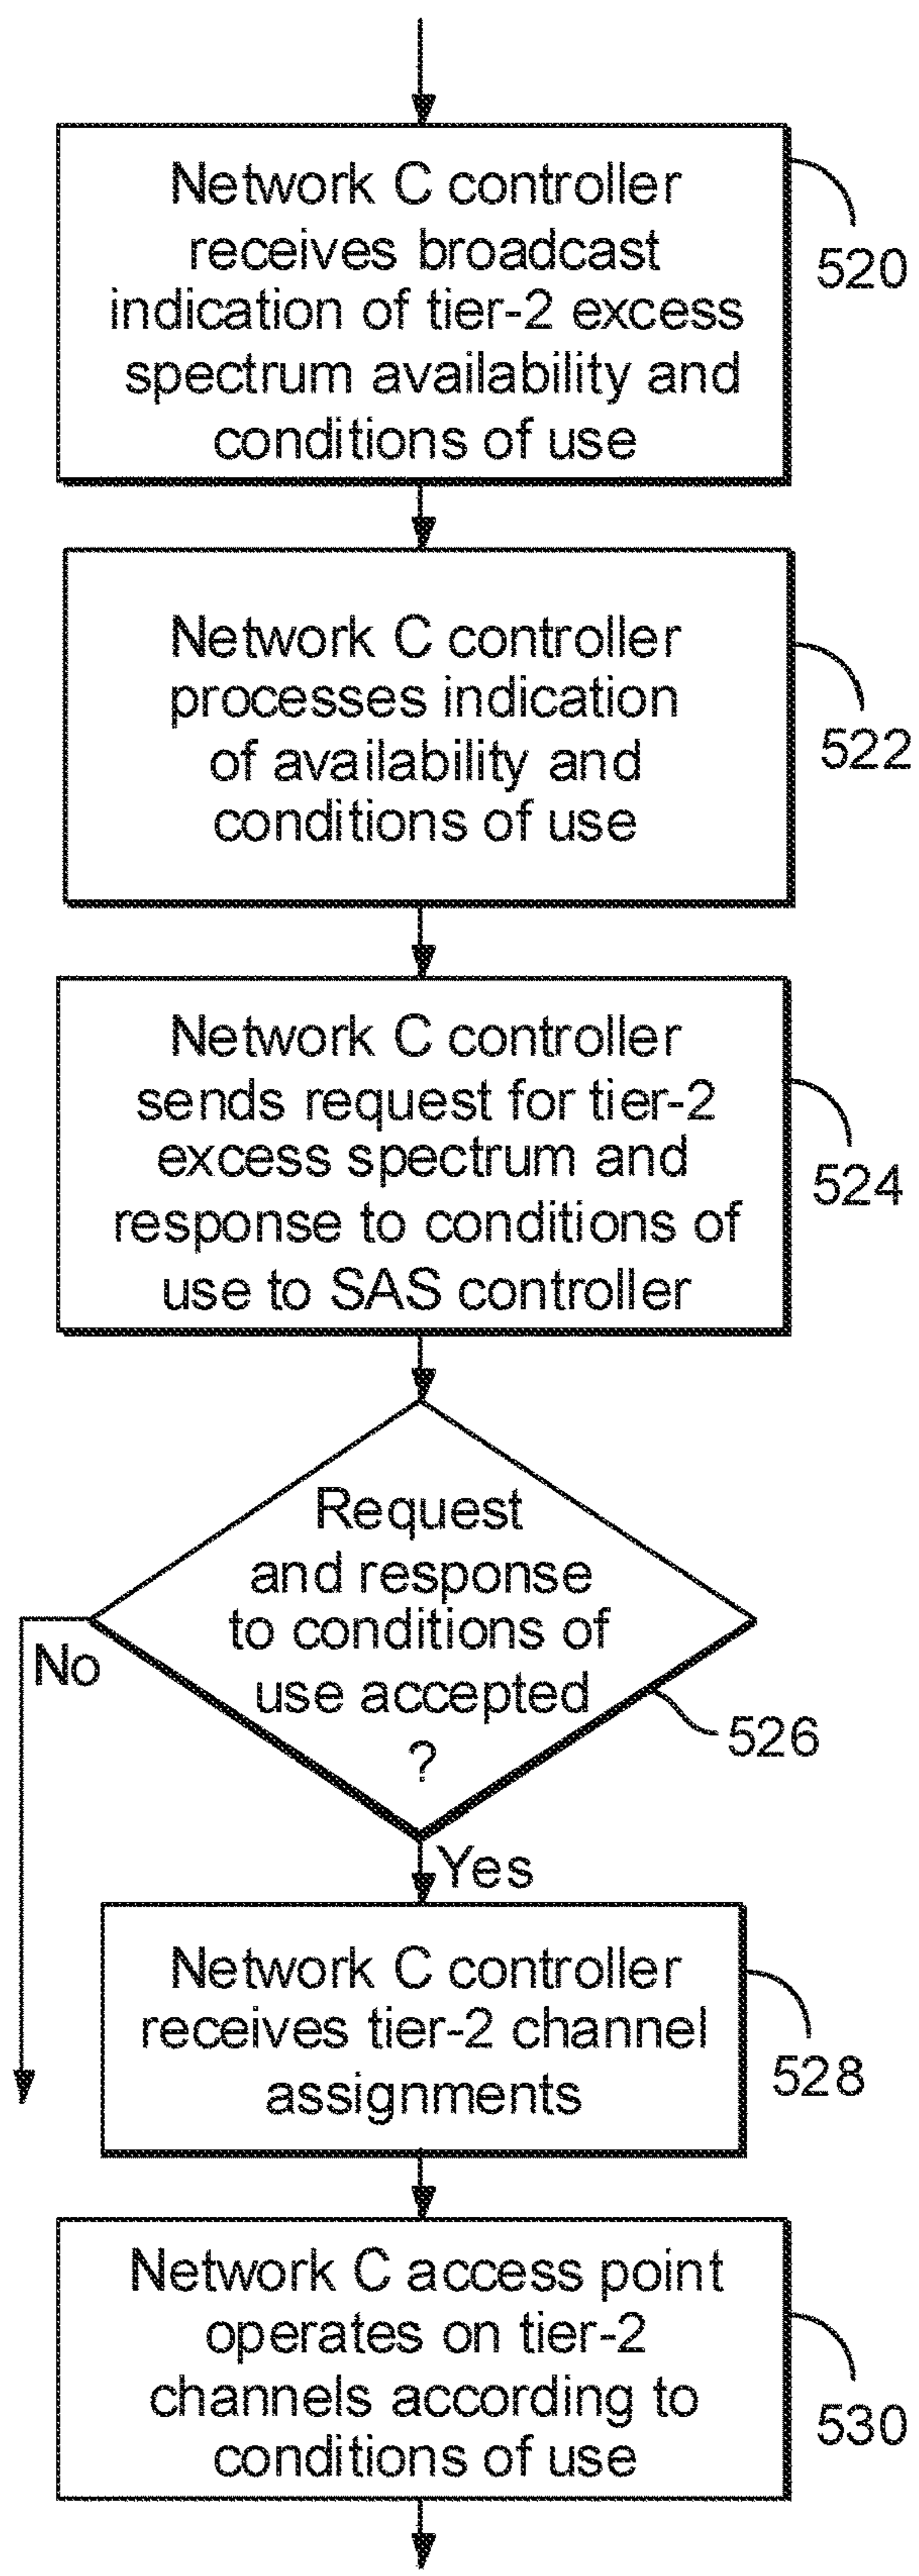 Network C controller
receives broadcast
indication of tier-2 excess
spectrum availability and
conditions of use
520
Network C controller
processes indication
of availability and
conditions of use
522
Network C controller
sends request for tier-2
excess spectrum and
response to conditions of
use to SAS controller
524
Request
and response
to conditions of
use accepted
?
No
526
Yes
Network C controller
receives tier-2 channel
assignments
528
Network C access point
operates on tier-2
channels according to
conditions of use
530